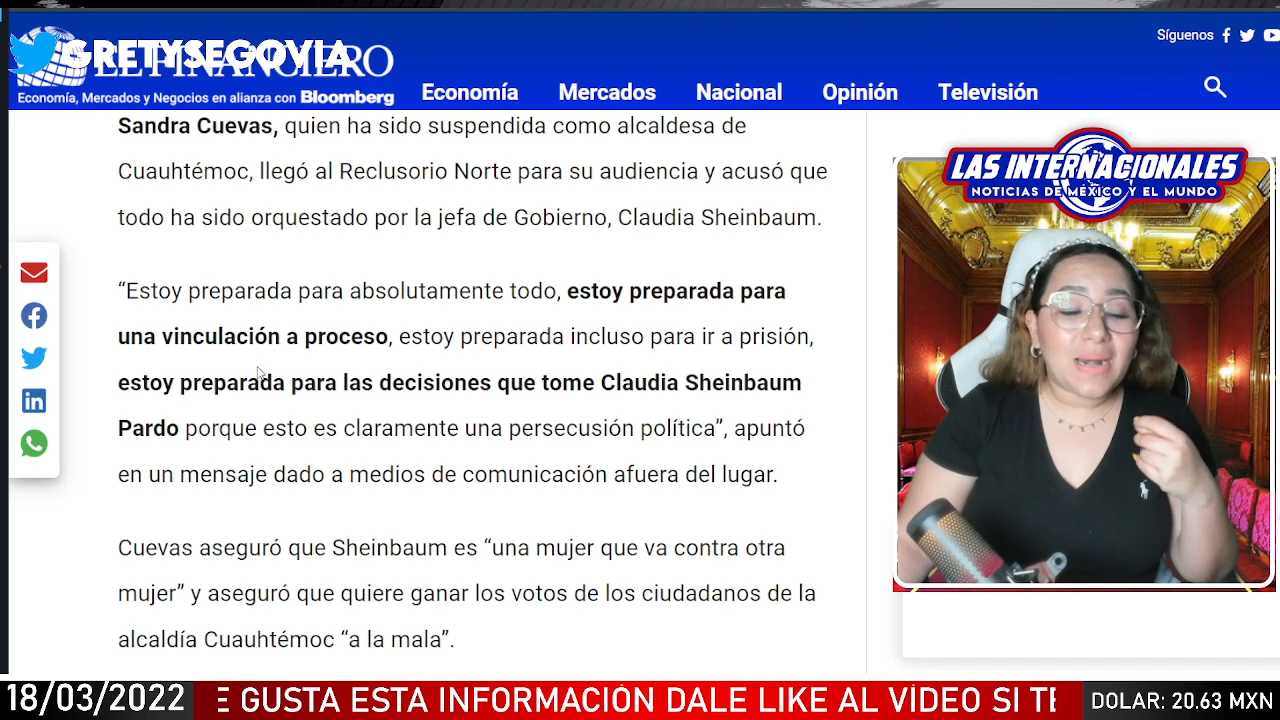 GRETYSEGOVIA
EL FINANCIERO
Economía, Mercados y Negocios en alianza con Bloomberg
Síguenos
Economía
Mercados
Nacional
Opinión
Televisión
Sandra Cuevas, quien ha sido suspendida como alcaldesa de
Cuauhtémoc, llegó al Reclusorio Norte para su audiencia y acusó que
todo ha sido orquestado por la jefa de Gobierno, Claudia Sheinbaum.
“Estoy preparada para absolutamente todo, estoy preparada para
una vinculación a proceso, estoy preparada incluso para ir a prisión,
estoy preparada para las decisiones que tome Claudia Sheinbaum
Pardo porque esto es claramente una persecusión política”, apuntó
en un mensaje dado a medios de comunicación afuera del lugar.
Cuevas aseguró que Sheinbaum es “una mujer que va contra otra
mujer” y aseguró que quiere ganar los votos de los ciudadanos de la
alcaldía Cuauhtémoc “a la mala”.
LAS INTERNACIONALES
NOTICIAS DE MÉXICO Y EL MUNDO
18/03/2022
E GUSTA ESTA INFORMACIÓN DALE LIKE AL VÍDEO SI TE
DOLAR: 20.63 MXN